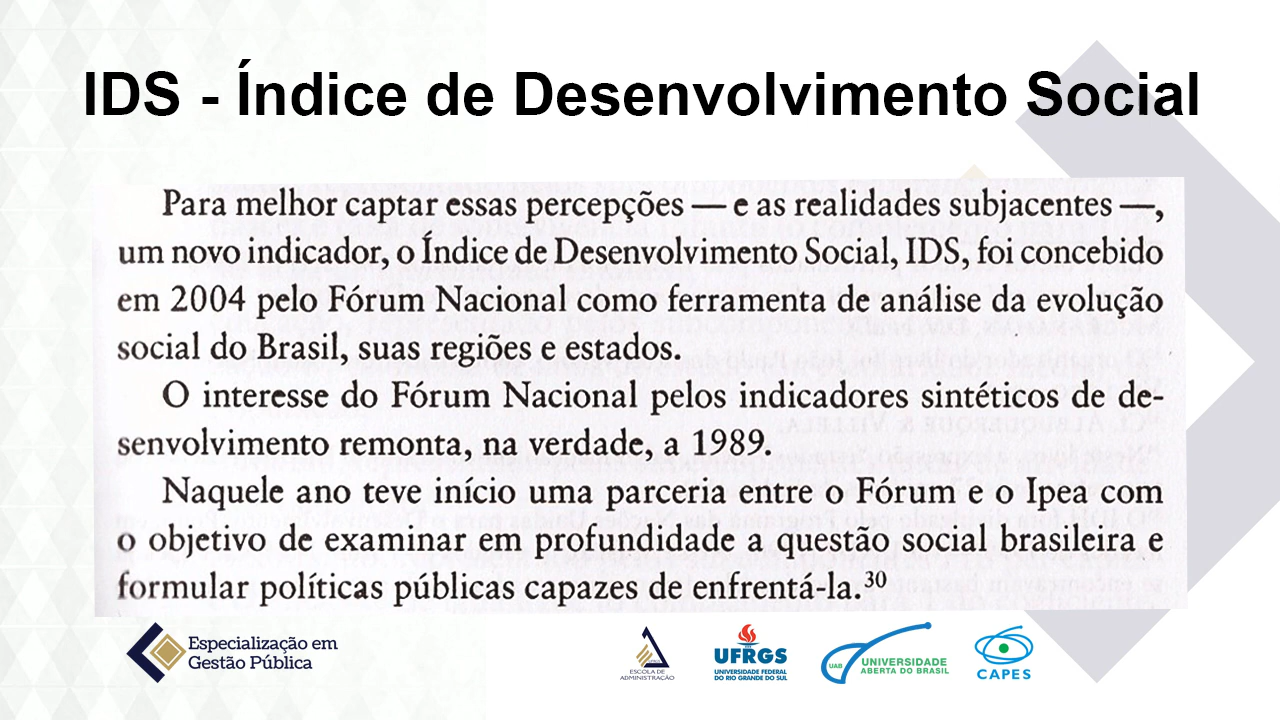 IDS - Índice de Desenvolvimento Social
Para melhor captar essas percepções — e as realidades subjacentes —,
um novo indicador, o Índice de Desenvolvimento Social, IDS, foi concebido
em 2004 pelo Fórum Nacional como ferramenta de análise da evolução
social do Brasil, suas regiões e estados.
O interesse do Fórum Nacional pelos indicadores sintéticos de de-
senvolvimento remonta, na verdade, a 1989.
Naquele ano teve início uma parceria entre o Fórum e o Ipea com
o objetivo de examinar em profundidade a questão social brasileira e
formular políticas públicas capazes de enfrentá-la.³⁰
Especialização em
Gestão Pública
ESCOLA DE
ADMINISTRAÇÃO
UFRGS
UNIVERSIDADE FEDERAL
DO RIO GRANDE DO SUL
UAB
UNIVERSIDADE
ABERTA DO BRASIL
CAPES